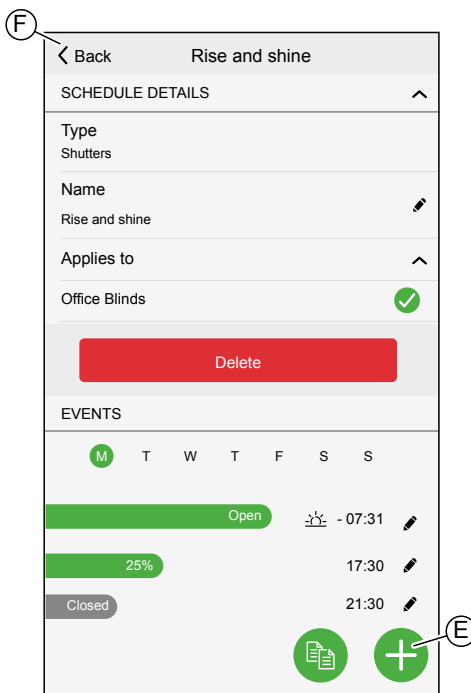 F
Back Rise and shine
SCHEDULE DETAILS
Type
Shutters
Name
Rise and shine
Applies to
Office Blinds
Delete
EVENTS
M T W T F S S
Open - 07:31
25% 17:30
Closed 21:30
E